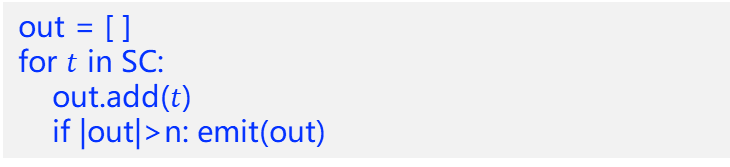 out = [ ]
for t in SC:
out.add(t)
if |out|>n: emit(out)